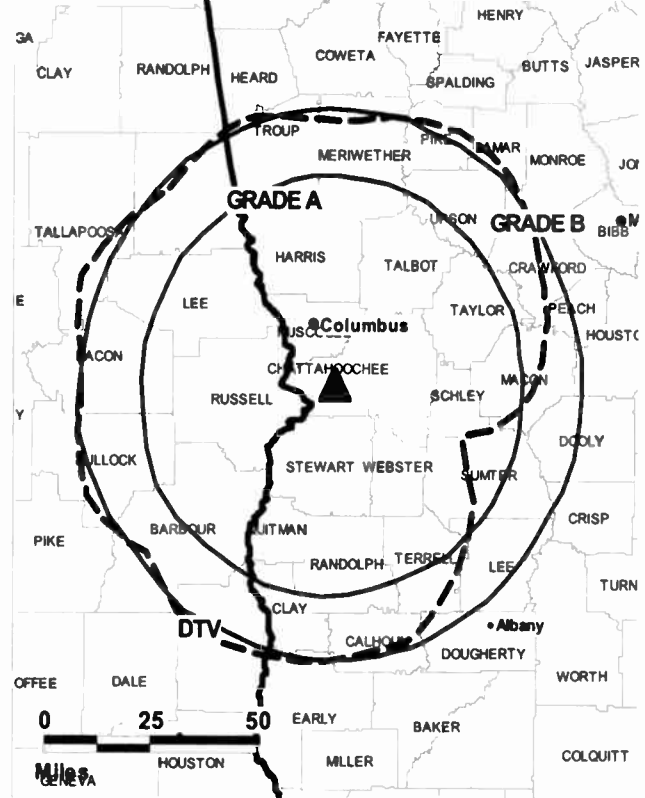 HENRY
GA
FAYETTE
COWETA
CLAY
RANDOLPH
HEARD
SPALDING
BUTTS
JASPER
TROUP
PIKE
LAMAR
MERIWETHER
MONROE
GRADE A
UPSON
GRADE B
TALLAPOOSA
BIBB
HARRIS
TALBOT
CRAWFORD
LEE
TAYLOR
PEACH
Columbus
CHATTAHOOCHEE
MACON
RUSSELL
SCHLEY
MACON
DOOLY
STEWART
WEBSTER
SUMTER
BULLOCK
CRISP
BARBOUR
QUITMAN
PIKE
RANDOLPH
TERRELL
LEE
TURN
CLAY
DTV
Albany
CALHOUN
DOUGHERTY
OFFEE
DALE
WORTH
0 25 50
EARLY
BAKER
HOUSTON
MILLER
COLQUITT
Miles
GENEVA